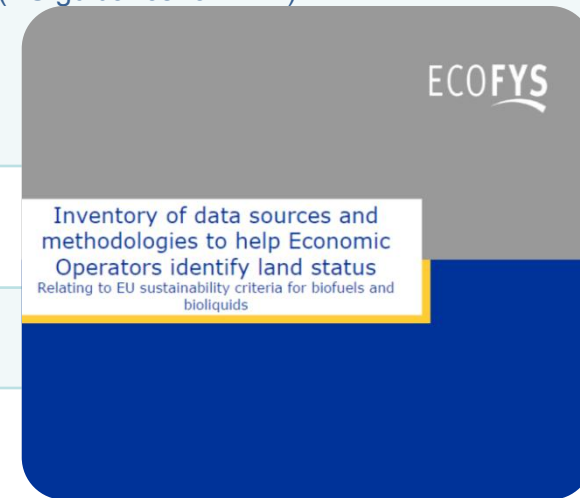 ECOFYS
Inventory of data sources and
methodologies to help Economic
Operators identify land status
Relating to EU sustainability criteria for biofuels and
bioliquids